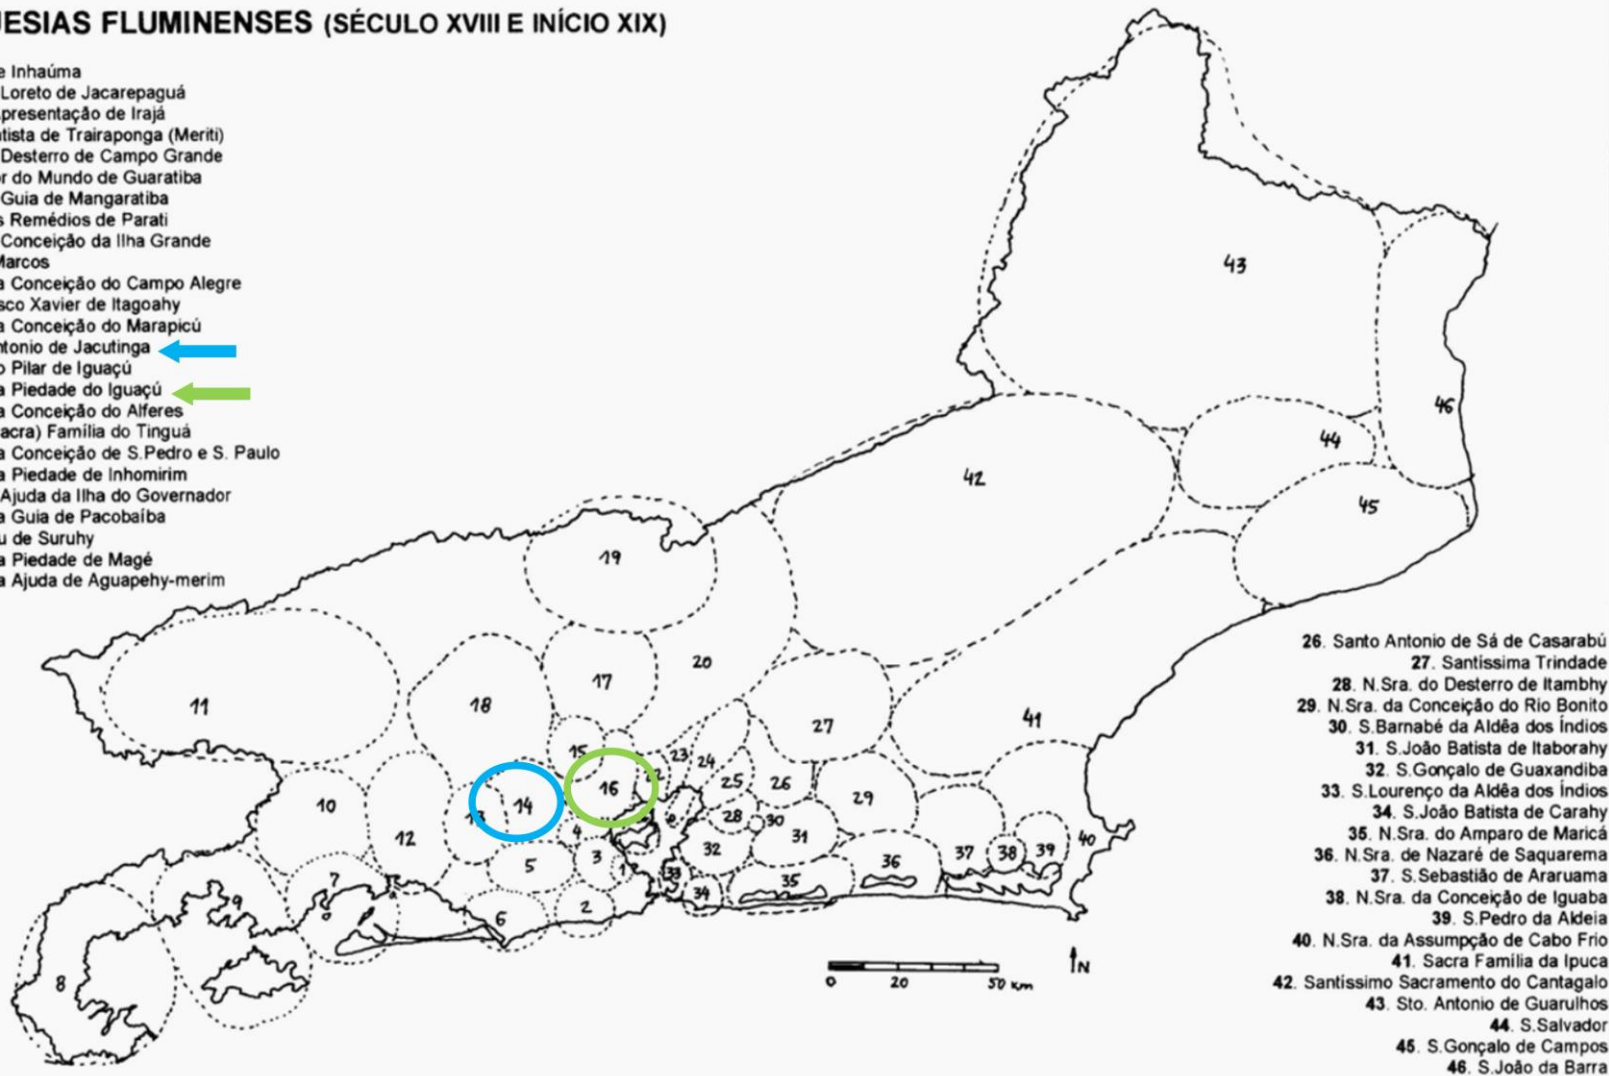 JESIAS FLUMINENSES (SÉCULO XVIII E INÍCIO XIX)
e Inhaúma
Loreto de Jacarepaguá
presentação de Irajá
tista de Trairaponga (Meriti)
Desterro de Campo Grande
r do Mundo de Guaratiba
Guia de Mangaratiba
s Remédios de Parati
Conceição da Ilha Grande
Marcos
a Conceição do Campo Alegre
sco Xavier de Itagoahy
a Conceição do Marapicú
ntonio de Jacutinga
o Pilar de Iguaçú
a Piedade do Iguaçú
a Conceição do Alferes
acra) Família do Tinguá
a Conceição de S.Pedro e S. Paulo
a Piedade de Inhomirim
Ajuda da Ilha do Governador
a Guia de Pacobaíba
u de Suruhy
a Piedade de Magé
a Ajuda de Aguapehy-merim
43
46
44
42
45
19
20
17
11
18
41
27
15
23
24
22
25
26
16
29
10
14
13
28
30
4
31
12
32
40
3
5
36
37
38
39
1
33
7
35
34
9
6
2
8
N
0 20 50 km
26. Santo Antonio de Sá de Casarabú
27. Santíssima Trindade
28. N.Sra. do Desterro de Itambhy
29. N.Sra. da Conceição do Rio Bonito
30. S.Barnabé da Aldêa dos Índios
31. S.João Batista de Itaborahy
32. S.Gonçalo de Guaxandiba
33. S.Lourenço da Aldêa dos Índios
34. S.João Batista de Carahy
35. N.Sra. do Amparo de Maricá
36. N.Sra. de Nazaré de Saquarema
37. S.Sebastião de Araruama
38. N.Sra. da Conceição de Iguaba
39. S.Pedro da Aldeia
40. N.Sra. da Assumpção de Cabo Frio
41. Sacra Família da Ipuca
42. Santíssimo Sacramento do Cantagalo
43. Sto. Antonio de Guarulhos
44. S.Salvador
45. S.Gonçalo de Campos
46. S.João da Barra